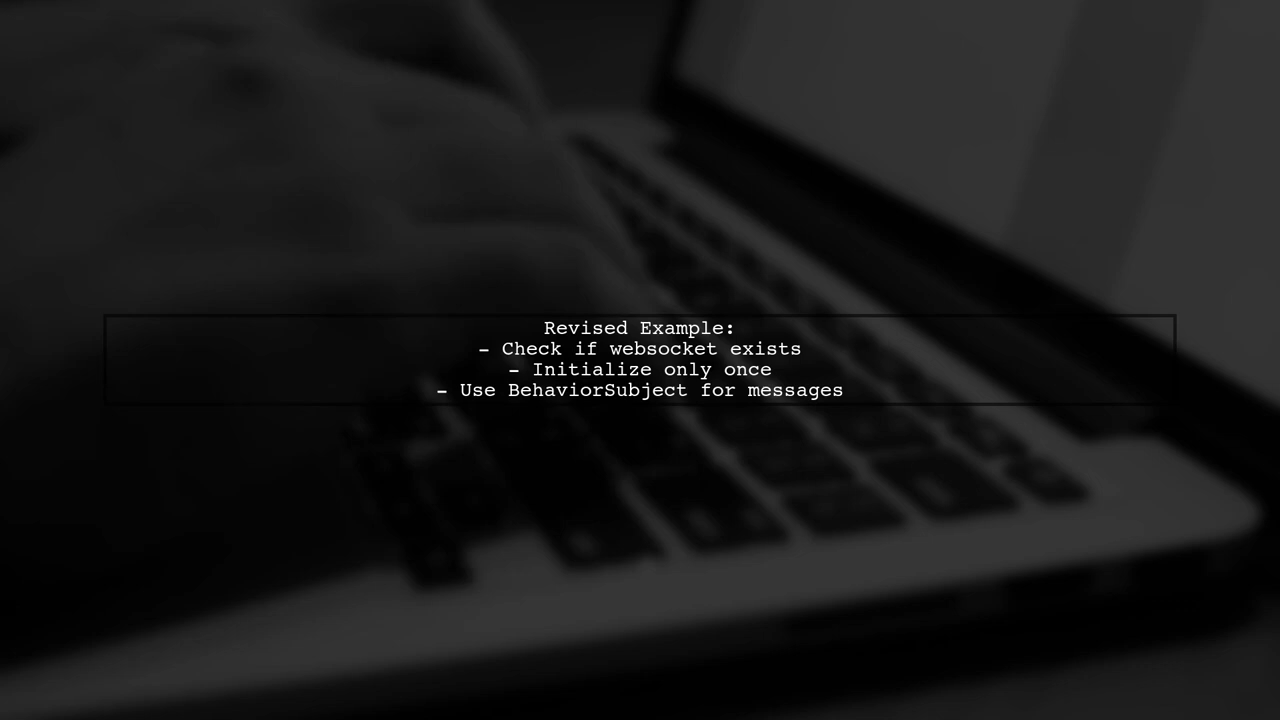 Revised Example:
- Check if websocket exists
- Initialize only once
- Use BehaviorSubject for messages